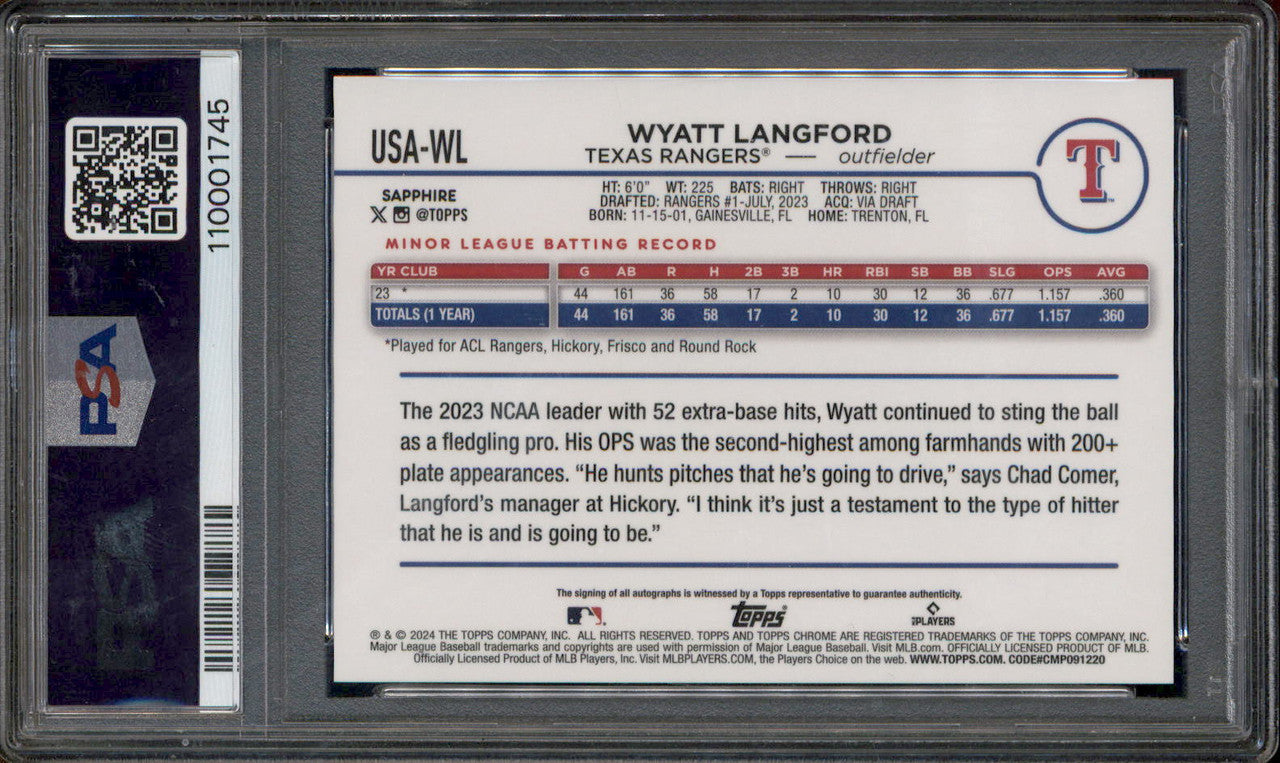 110001745
PSA
USA-WL
WYATT LANGFORD
TEXAS RANGERS® — outfielder
T
SAPPHIRE
X @TOPPS
HT: 6'0" WT: 225 BATS: RIGHT THROWS: RIGHT
DRAFTED: RANGERS #1-JULY, 2023 ACQ: VIA DRAFT
BORN: 11-15-01, GAINESVILLE, FL HOME: TRENTON, FL
MINOR LEAGUE BATTING RECORD
YR CLUB G AB R H 2B 3B HR RBI SB BB SLG OPS AVG
23 * 44 161 36 58 17 2 10 30 12 36 .677 1.157 .360
TOTALS (1 YEAR) 44 161 36 58 17 2 10 30 12 36 .677 1.157 .360
*Played for ACL Rangers, Hickory, Frisco and Round Rock
The 2023 NCAA leader with 52 extra-base hits, Wyatt continued to sting the ball
as a fledgling pro. His OPS was the second-highest among farmhands with 200+
plate appearances. “He hunts pitches that he’s going to drive,” says Chad Comer,
Langford’s manager at Hickory. “I think it’s just a testament to the type of hitter
that he is and is going to be.”
The signing of all autographs is witnessed by a Topps representative to guarantee authenticity.
Topps
PLAYERS
® & © 2024 THE TOPPS COMPANY, INC. ALL RIGHTS RESERVED. TOPPS AND TOPPS CHROME ARE REGISTERED TRADEMARKS OF THE TOPPS COMPANY, INC.
Major League Baseball trademarks and copyrights are used with permission of Major League Baseball. Visit MLB.com. OFFICIALLY LICENSED PRODUCT OF MLB.
Officially Licensed Product of MLB Players, Inc. Visit MLBPLAYERS.COM, the Players Choice on the web. WWW.TOPPS.COM. CODE#CMP091220